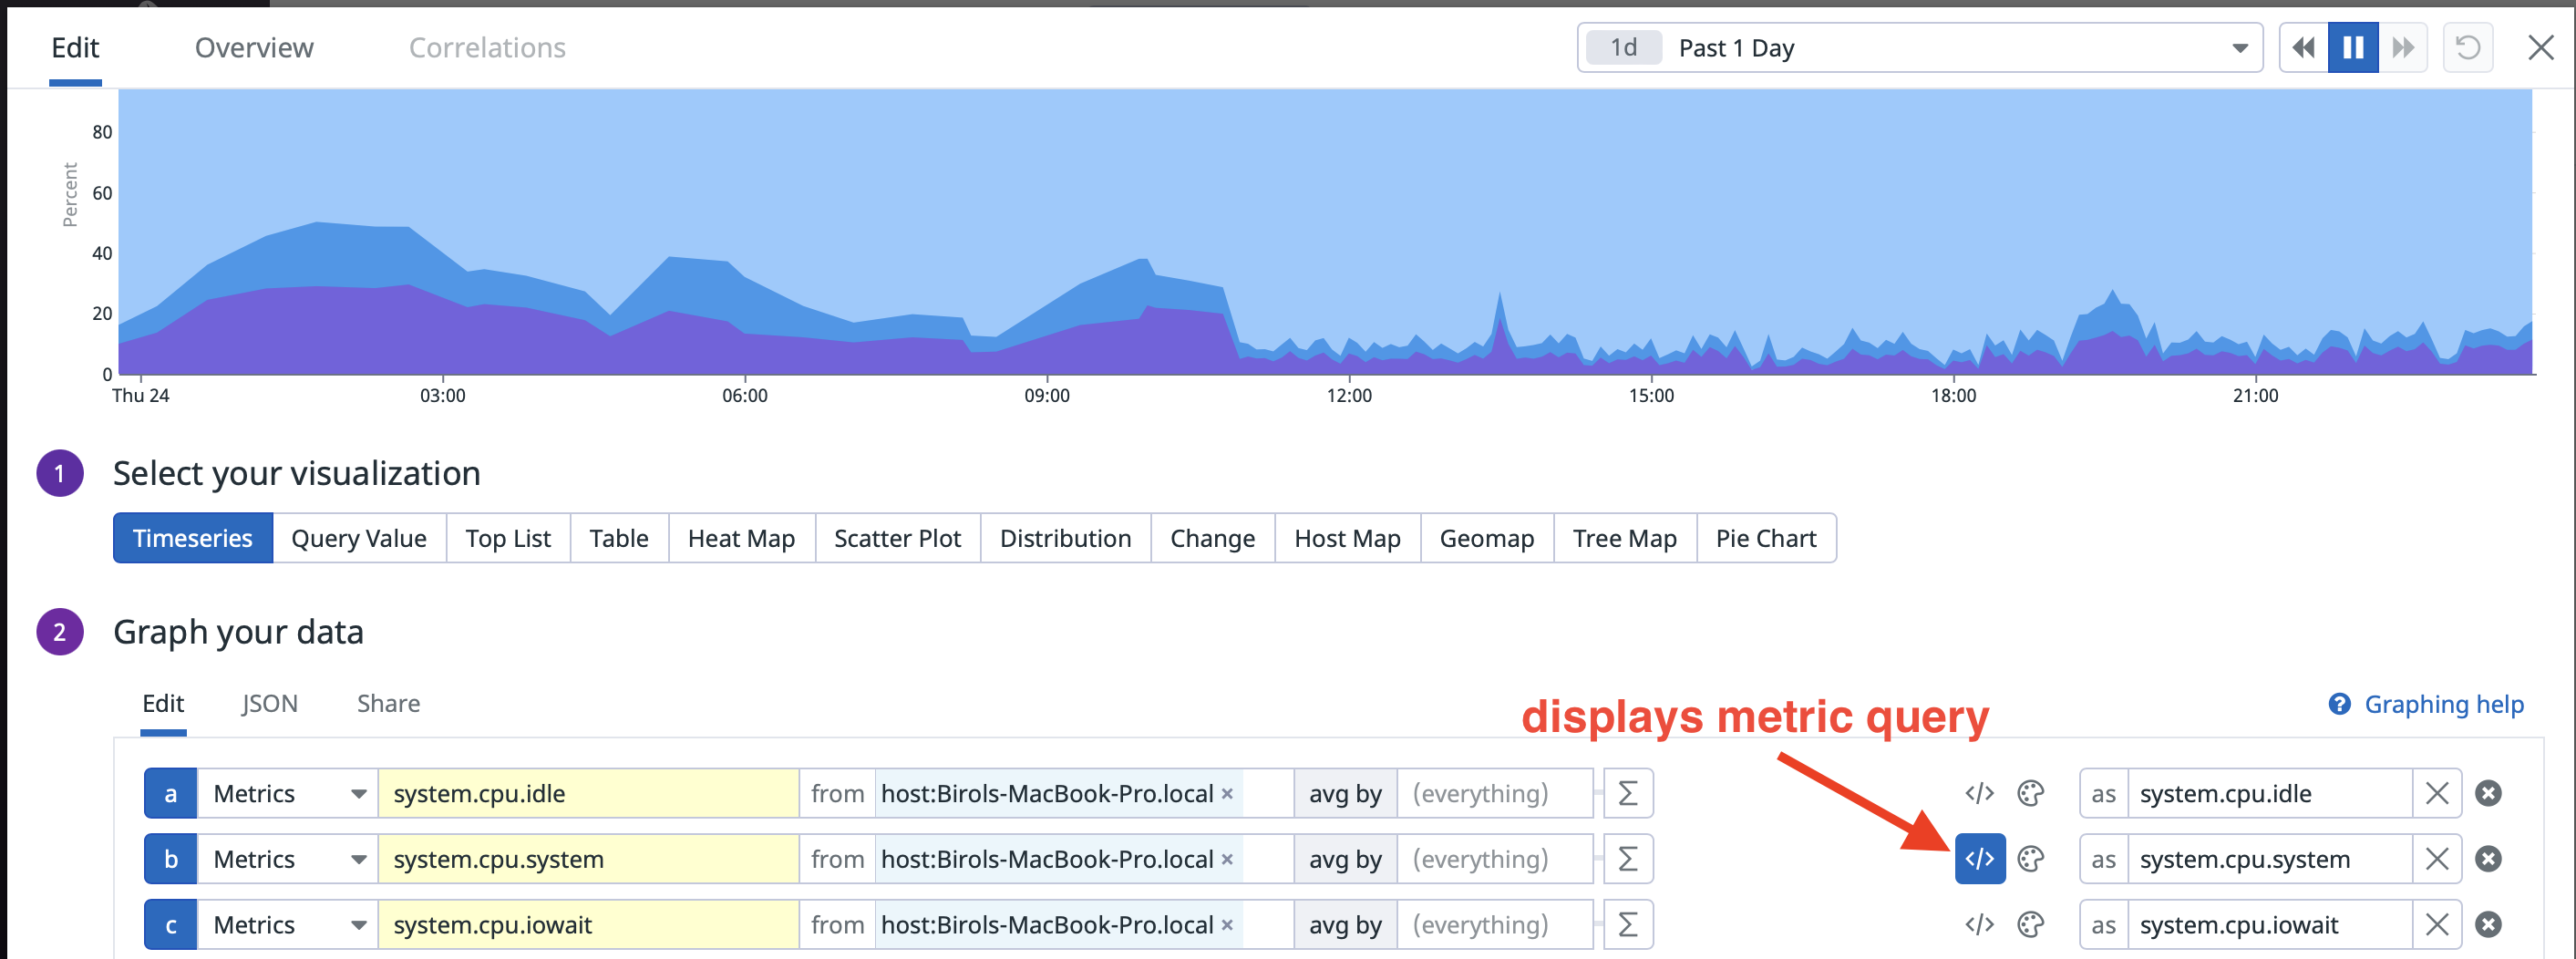 Edit Overview Correlations 1d Past 1 Day
80
60
40
20
0
Percent
Thu 24 03:00 06:00 09:00 12:00 15:00 18:00 21:00
1 Select your visualization
Timeseries Query Value Top List Table Heat Map Scatter Plot Distribution Change Host Map Geomap Tree Map Pie Chart
2 Graph your data
Edit JSON Share
displays metric query
? Graphing help
a Metrics system.cpu.idle from host:Birols-MacBook-Pro.local × avg by (everything) Σ </> as system.cpu.idle
b Metrics system.cpu.system from host:Birols-MacBook-Pro.local × avg by (everything) Σ </> as system.cpu.system
c Metrics system.cpu.iowait from host:Birols-MacBook-Pro.local × avg by (everything) Σ </> as system.cpu.iowait